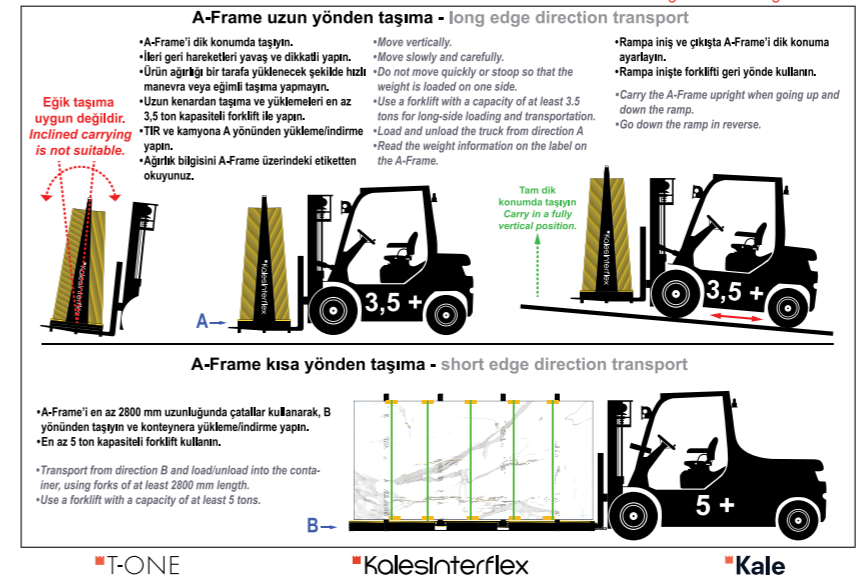 A-Frame uzun yönden taşıma - long edge direction transport
•A-Frame'i dik konumda taşıyın.
•İleri geri hareketleri yavaş ve dikkatli yapın.
•Ürün ağırlığı bir tarafa yüklenecek şekilde hızlı
manevra veya eğimli taşıma yapmayın.
•Uzun kenardan taşıma ve yüklemeleri en az
3,5 ton kapasiteli forklift ile yapın.
•TIR ve kamyona A yönünden yükleme/indirme
yapın.
•Ağırlık bilgisini A-Frame üzerindeki etiketten
okuyunuz.
•Move vertically.
•Move slowly and carefully.
•Do not move quickly or stoop so that the
weight is loaded on one side.
•Use a forklift with a capacity of at least 3.5
tons for long-side loading and transportation.
•Load and unload the truck from direction A
•Read the weight information on the label on
the A-Frame.
•Rampa iniş ve çıkışta A-Frame'i dik konuma
ayarlayın.
•Rampa inişte forklifti geri yönde kullanın.
•Carry the A-Frame upright when going up and
down the ramp.
•Go down the ramp in reverse.
Eğik taşıma
uygun değildir.
Inclined carrying
is not suitable.
Tam dik
konumda taşıyın
Carry in a fully
vertical position.
KalesInterflex
KalesInterflex
KalesInterflex
A
3,5 +
3,5 +
A-Frame kısa yönden taşıma - short edge direction transport
•A-Frame'i en az 2800 mm uzunluğunda çatallar kullanarak, B
yönünden taşıyın ve konteynera yükleme/indirme yapın.
•En az 5 ton kapasiteli forklift kullanın.
•Transport from direction B and load/unload into the conta-
iner, using forks of at least 2800 mm length.
•Use a forklift with a capacity of at least 5 tons.
B
5 +
T-ONE
KalesInterflex
Kale